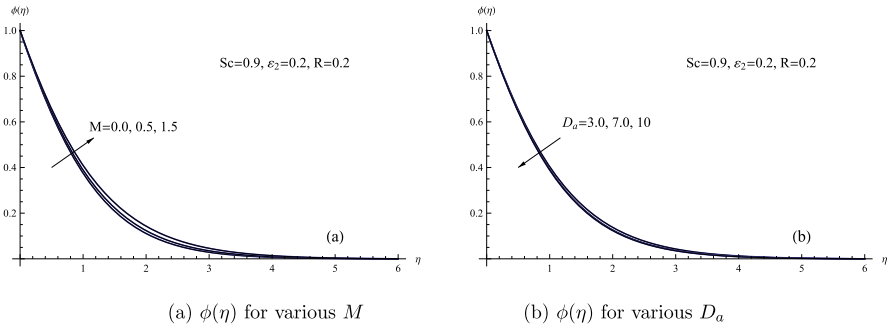 ϕ(η)
1.0
Sc=0.9, ε₂=0.2, R=0.2
0.8
M=0.0, 0.5, 1.5
0.6
0.4
0.2
(a)
1 2 3 4 5 6 η
(a) ϕ(η) for various M
ϕ(η)
1.0
Sc=0.9, ε₂=0.2, R=0.2
0.8
Dₐ=3.0, 7.0, 10
0.6
0.4
0.2
(b)
1 2 3 4 5 6 η
(b) ϕ(η) for various Dₐ